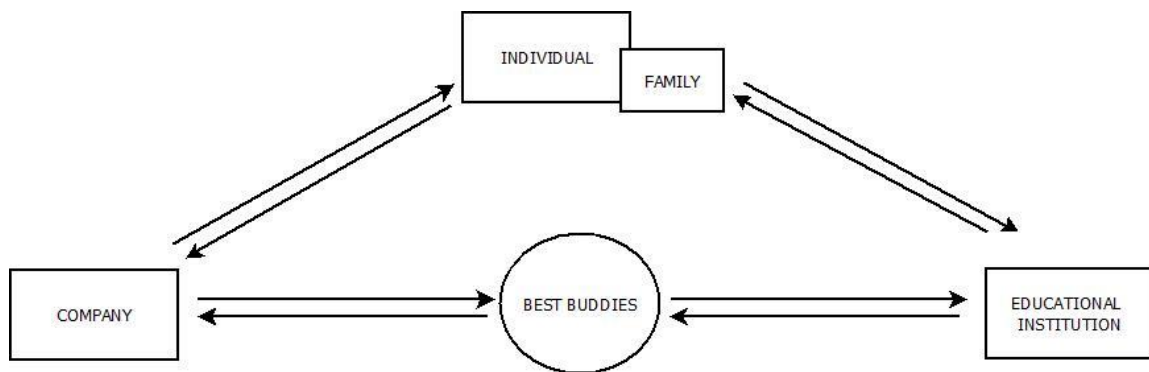 INDIVIDUAL
FAMILY
COMPANY
BEST BUDDIES
EDUCATIONAL
INSTITUTION